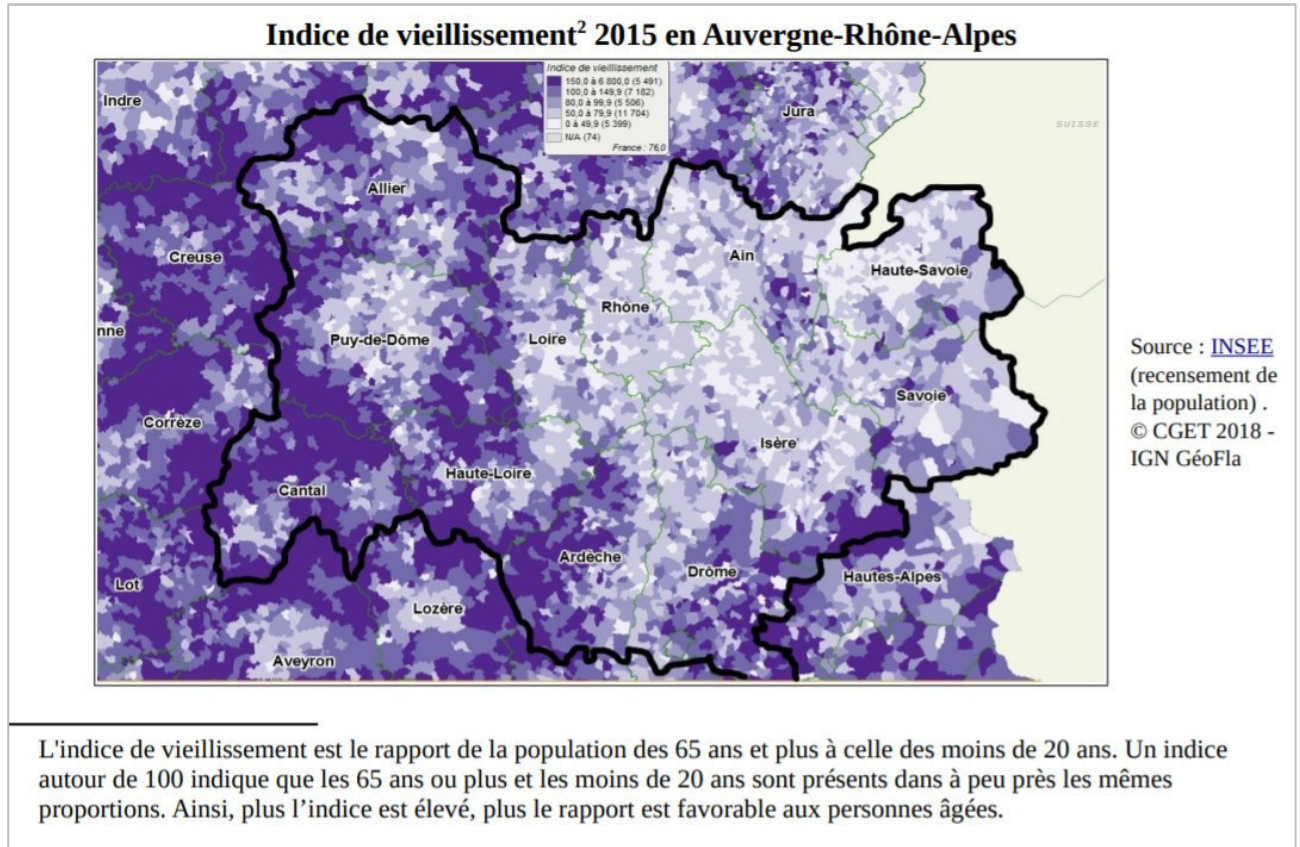 Indice de vieillissement² 2015 en Auvergne-Rhône-Alpes
Indice de vieillissement
150,0 à 6 800,0 (5 491)
100,0 à 149,9 (7 182)
80,0 à 99,9 (5 506)
50,0 à 79,9 (11 704)
0 à 49,9 (5 399)
N/A (74)
France : 76,0
Indre
Jura
SUISSE
Allier
Creuse
Ain
Haute-Savoie
Rhône
nne
Puy-de-Dôme
Loire
Savoie
Corrèze
Isère
Haute-Loire
Cantal
Ardèche
Drôme
Hautes-Alpes
Lot
Lozère
Aveyron
Source : INSEE
(recensement de
la population) .
© CGET 2018 -
IGN GéoFla
L'indice de vieillissement est le rapport de la population des 65 ans et plus à celle des moins de 20 ans. Un indice
autour de 100 indique que les 65 ans ou plus et les moins de 20 ans sont présents dans à peu près les mêmes
proportions. Ainsi, plus l’indice est élevé, plus le rapport est favorable aux personnes âgées.